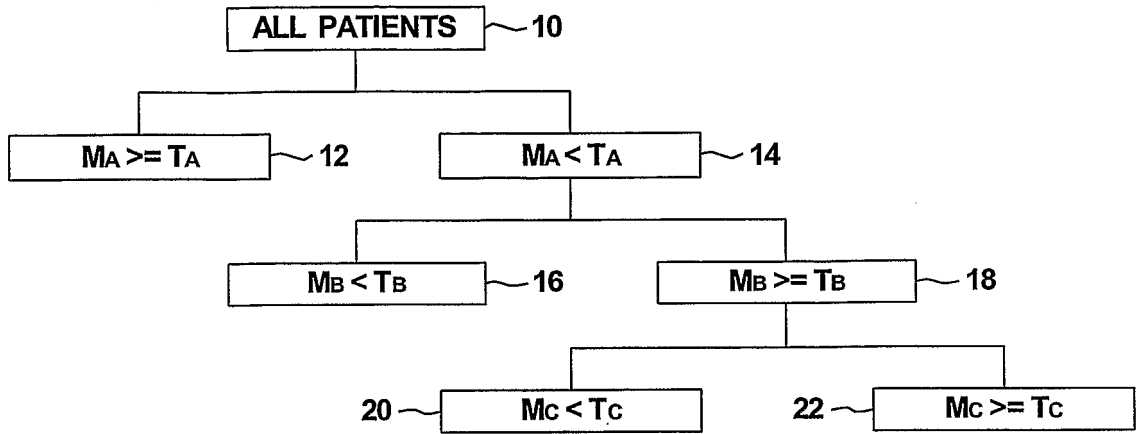 ALL PATIENTS 10
MA >= TA 12
MA < TA 14
MB < TB 16
MB >= TB 18
20 MC < TC
22 MC >= TC